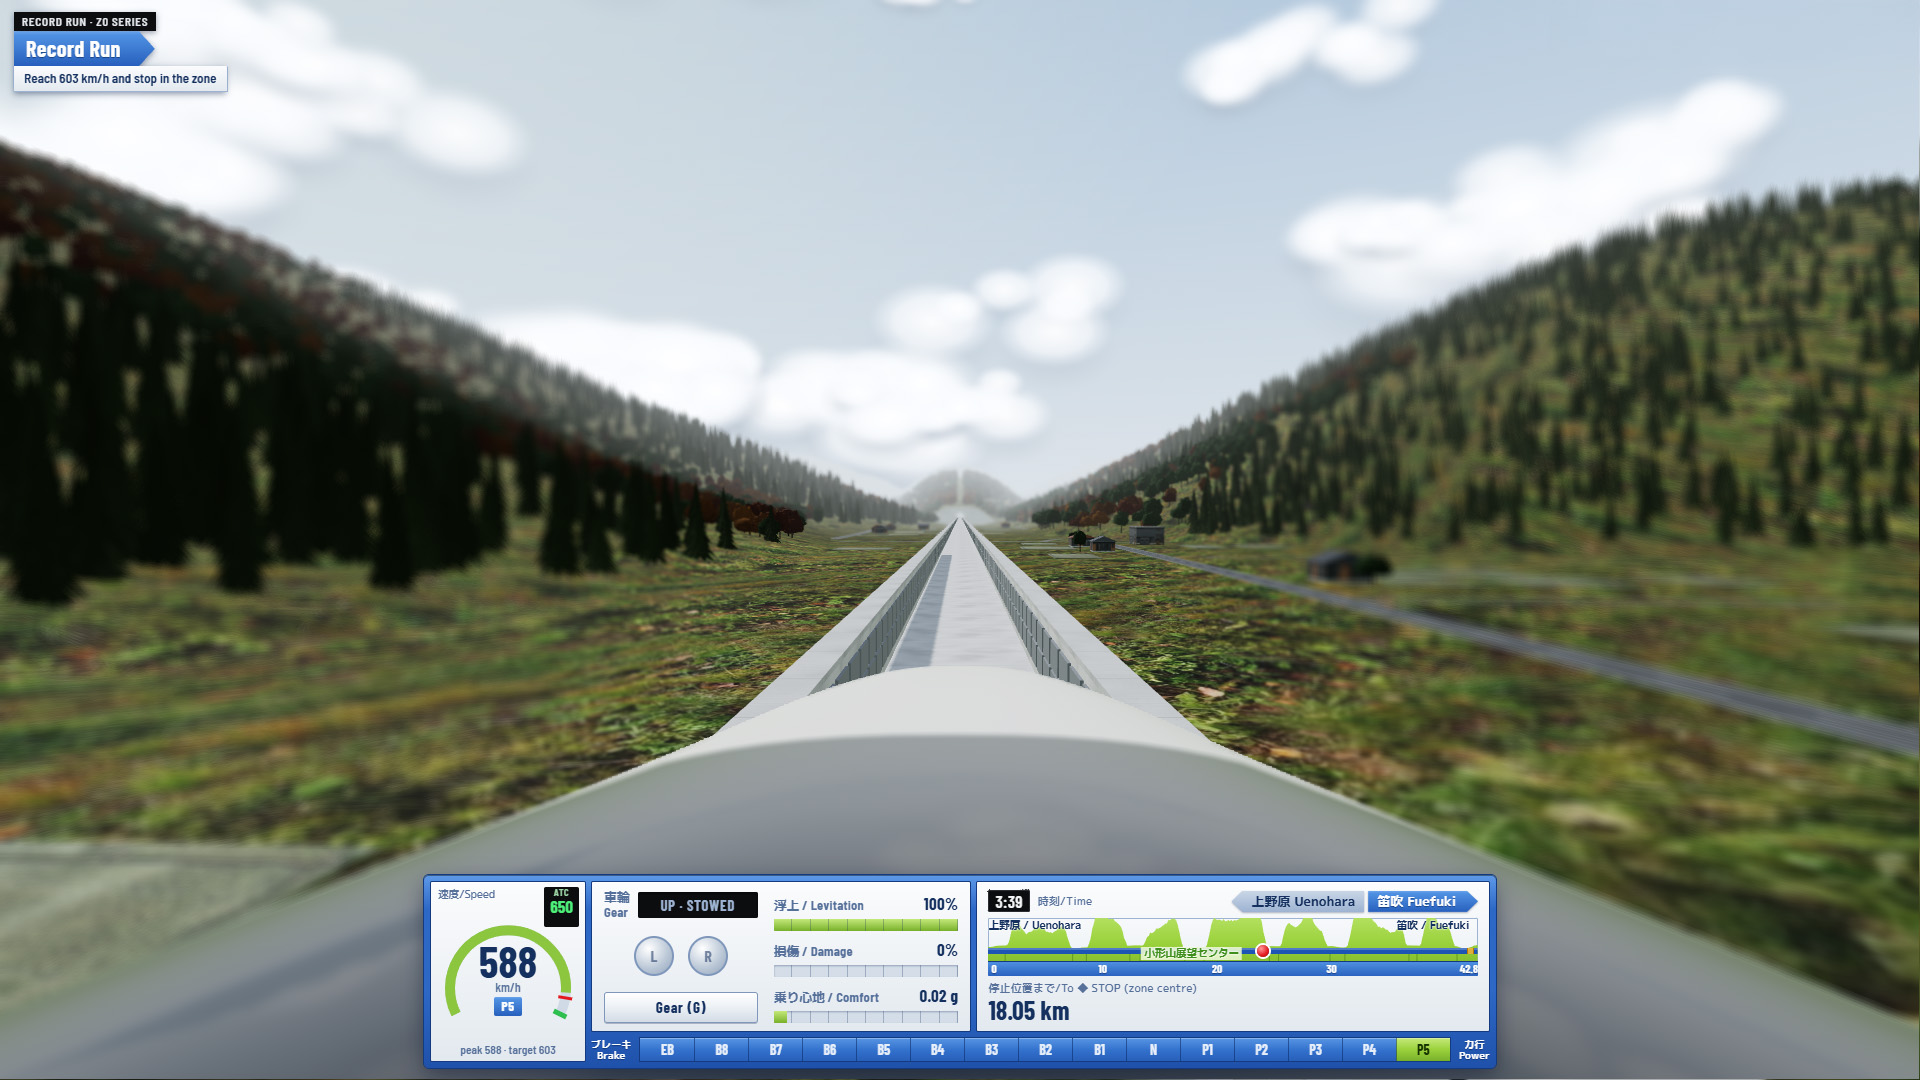 RECORD RUN · Z0 SERIES
Record Run
Reach 603 km/h and stop in the zone
速度/Speed
ATC
650
588
km/h
P5
peak 588 · target 603
車輪
Gear
UP · STOWED
L
R
Gear (G)
浮上 / Levitation
100%
損傷 / Damage
0%
乗り心地 / Comfort
0.02 g
3:39
時刻/Time
上野原 Uenohara
笛吹 Fuefuki
上野原 / Uenohara
笛吹 / Fuefuki
小形山展望センター
0
10
20
30
42.8
停止位置まで/To ◆ STOP (zone centre)
18.05 km
ブレーキ
Brake
EB
B8
B7
B6
B5
B4
B3
B2
B1
N
P1
P2
P3
P4
P5
力行
Power